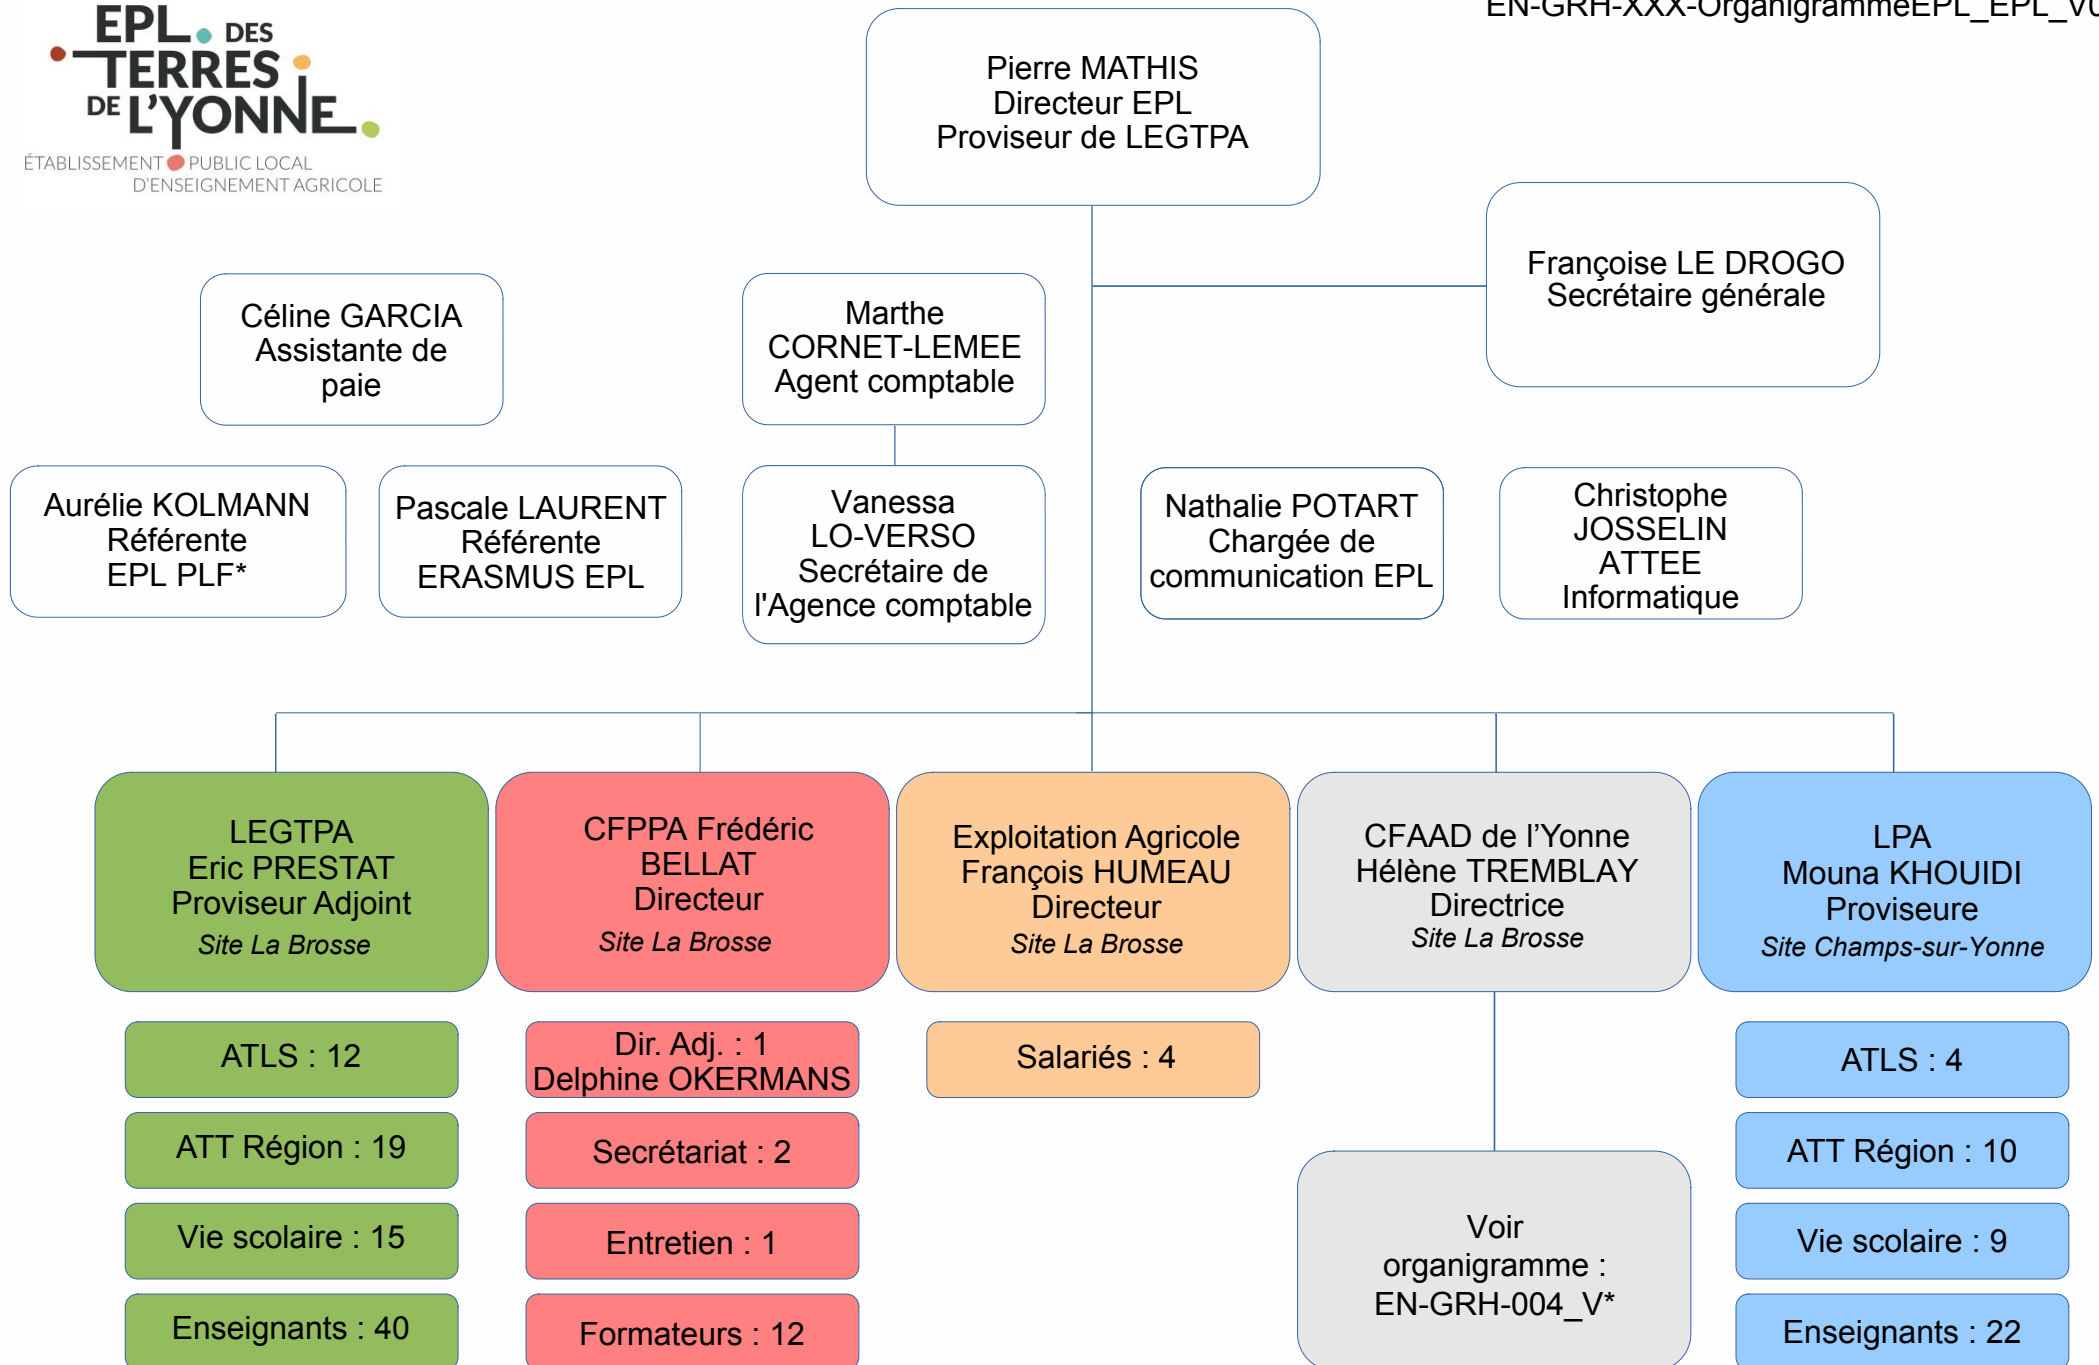 EPL DES
TERRES
DE L'YONNE
ÉTABLISSEMENT PUBLIC LOCAL
D'ENSEIGNEMENT AGRICOLE
EN-GRH-XXX-OrganigrammeEPL_EPL_V0
Pierre MATHIS
Directeur EPL
Proviseur de LEGTPA
Françoise LE DROGO
Secrétaire générale
Céline GARCIA
Assistante de
paie
Marthe
CORNET-LEMEE
Agent comptable
Aurélie KOLMANN
Référente
EPL PLF*
Pascale LAURENT
Référente
ERASMUS EPL
Vanessa
LO-VERSO
Secrétaire de
l'Agence comptable
Nathalie POTART
Chargée de
communication EPL
Christophe
JOSSELIN
ATTEE
Informatique
LEGTPA
Eric PRESTAT
Proviseur Adjoint
Site La Brosse
CFPPA Frédéric
BELLAT
Directeur
Site La Brosse
Exploitation Agricole
François HUMEAU
Directeur
Site La Brosse
CFAAD de l’Yonne
Hélène TREMBLAY
Directrice
Site La Brosse
LPA
Mouna KHOUIDI
Proviseure
Site Champs-sur-Yonne
ATLS : 12
ATT Région : 19
Vie scolaire : 15
Enseignants : 40
Dir. Adj. : 1
Delphine OKERMANS
Secrétariat : 2
Entretien : 1
Formateurs : 12
Salariés : 4
Voir
organigramme :
EN-GRH-004_V*
ATLS : 4
ATT Région : 10
Vie scolaire : 9
Enseignants : 22